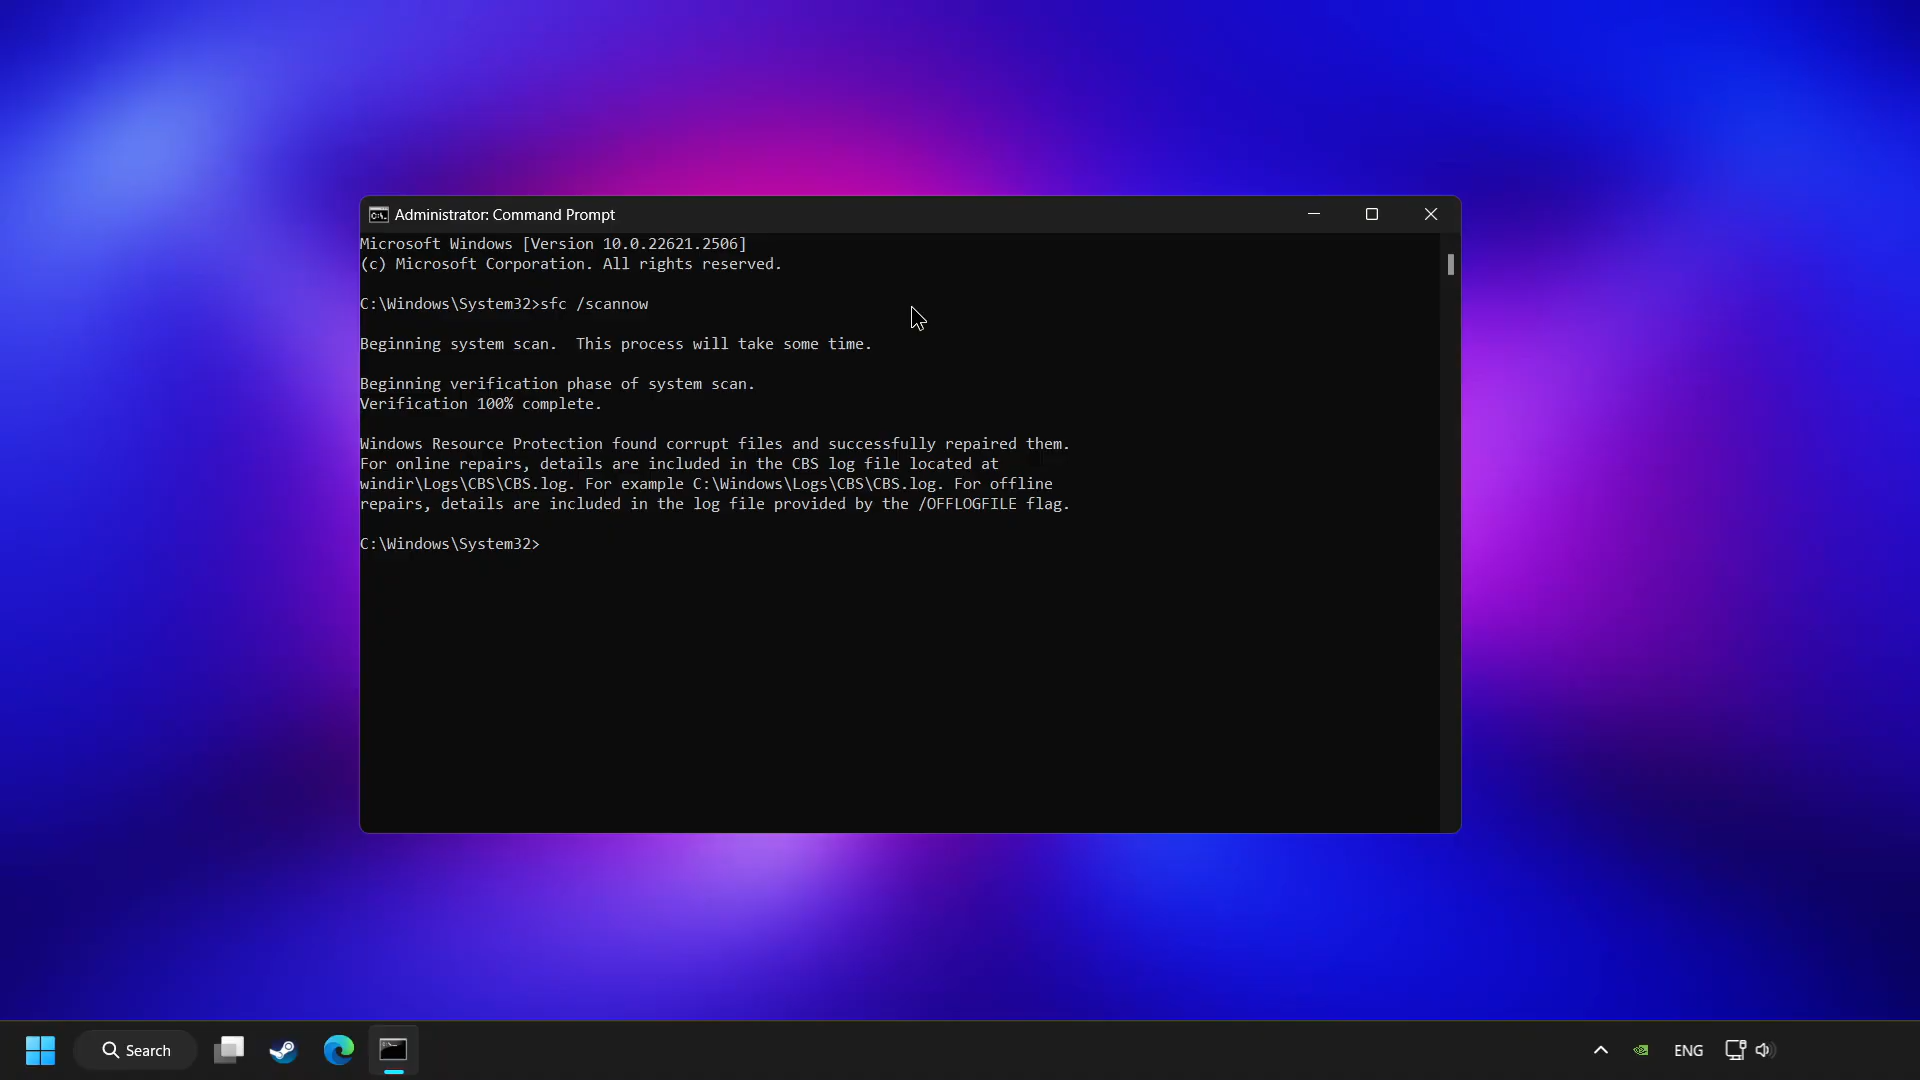 Administrator: Command Prompt
Microsoft Windows [Version 10.0.22621.2506]
(c) Microsoft Corporation. All rights reserved.
C:\Windows\System32>sfc /scannow
Beginning system scan.  This process will take some time.
Beginning verification phase of system scan.
Verification 100% complete.
Windows Resource Protection found corrupt files and successfully repaired them.
For online repairs, details are included in the CBS log file located at
windir\Logs\CBS\CBS.log. For example C:\Windows\Logs\CBS\CBS.log. For offline
repairs, details are included in the log file provided by the /OFFLOGFILE flag.
C:\Windows\System32>
Search
ENG